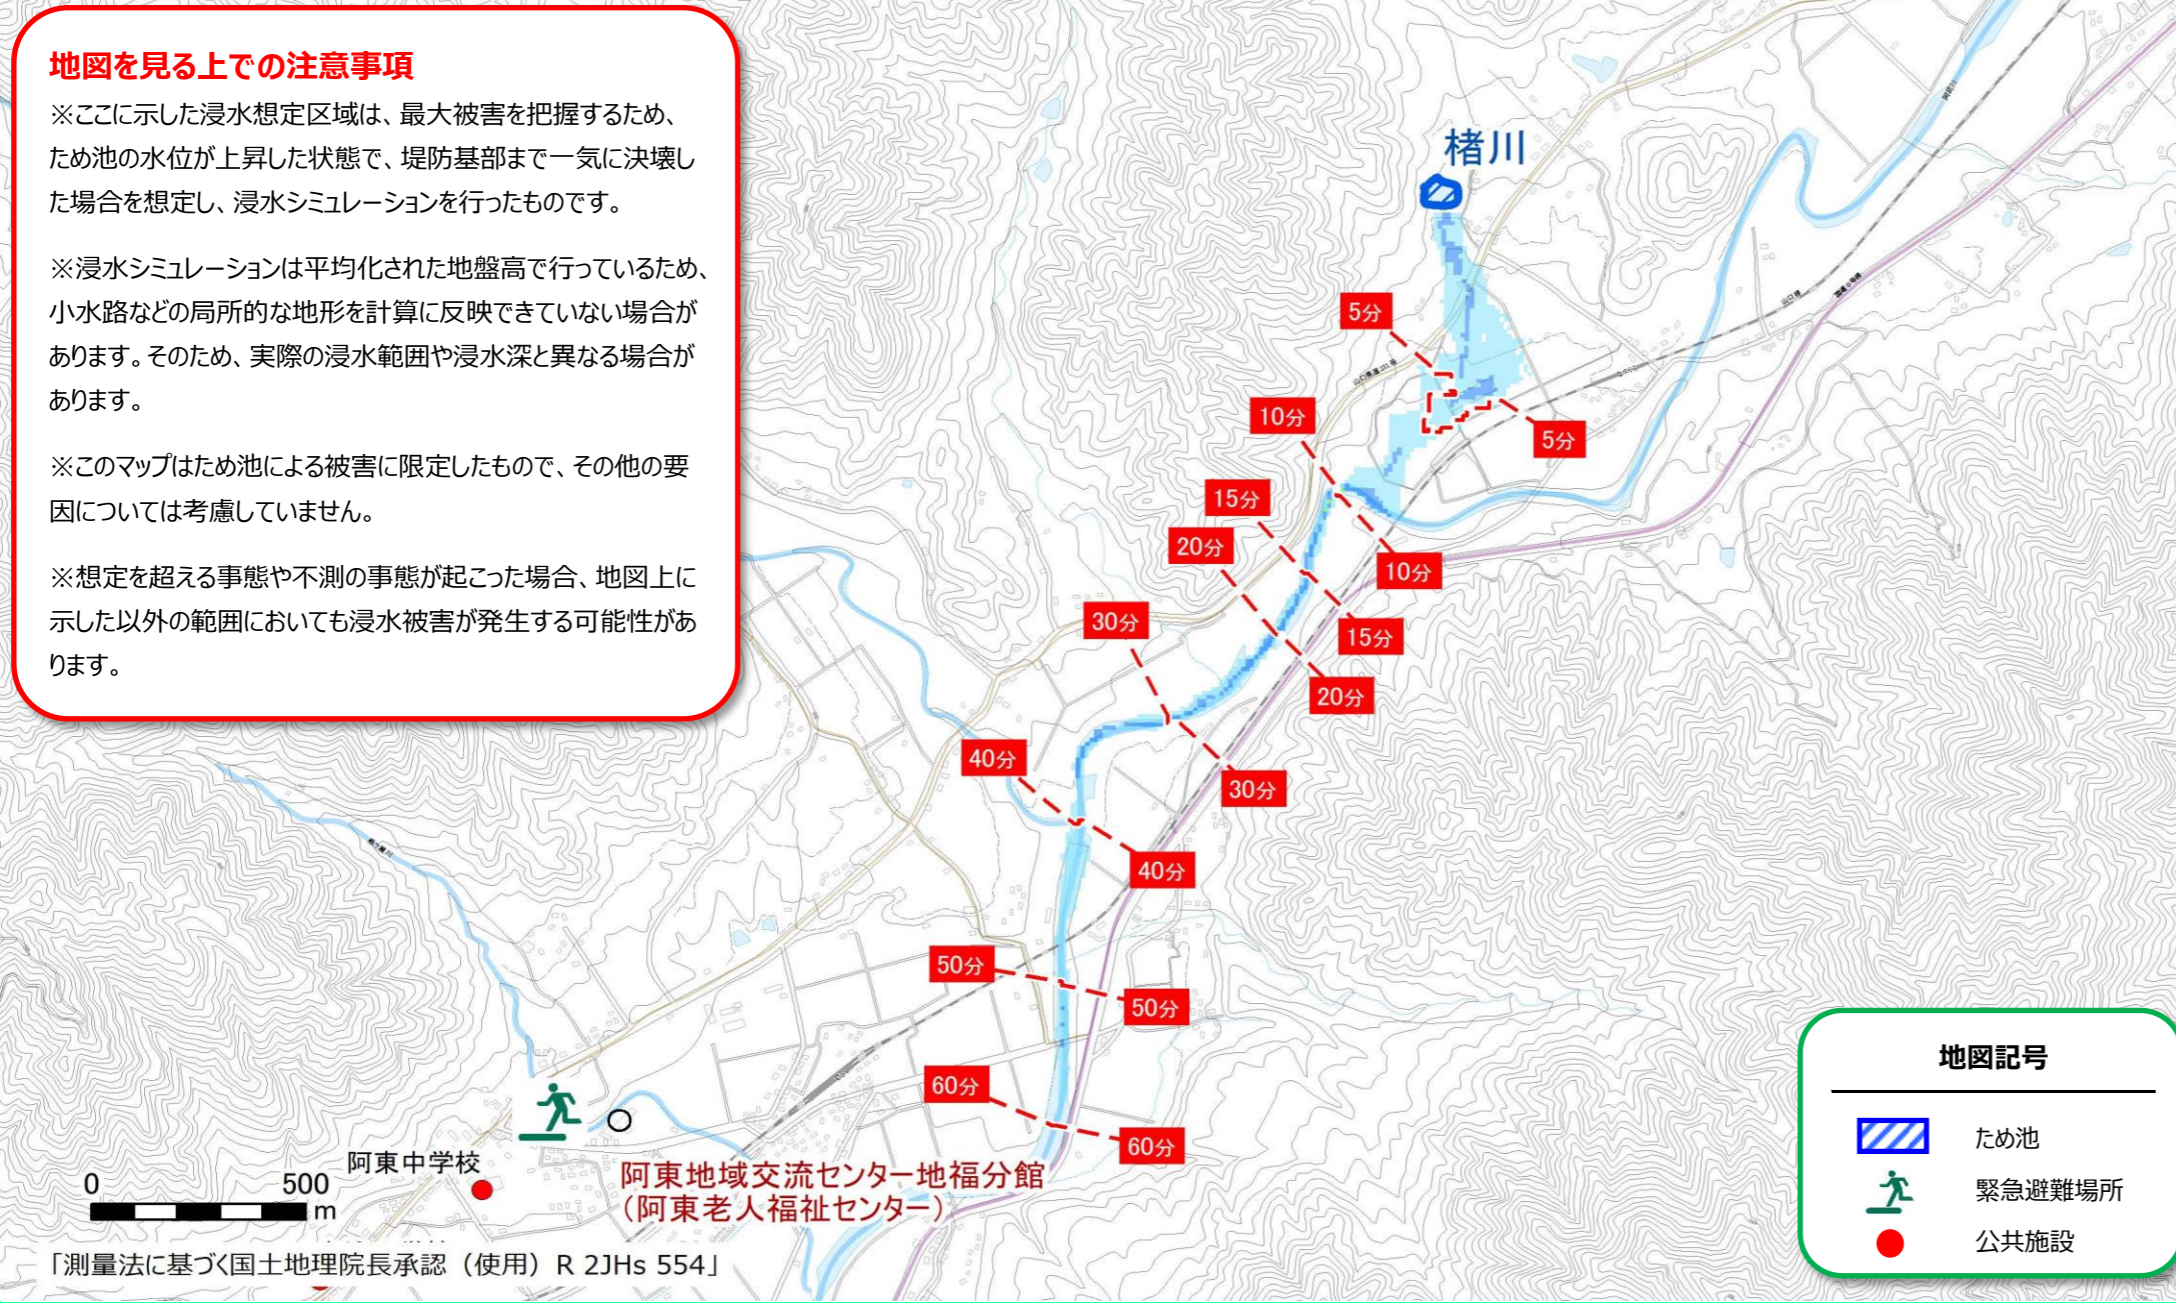 地図を見る上での注意事項
※ここに示した浸水想定区域は、最大被害を把握するため、
ため池の水位が上昇した状態で、堤防基部まで一気に決壊し
た場合を想定し、浸水シミュレーションを行ったものです。
※浸水シミュレーションは平均化された地盤高で行っているため、
小水路などの局所的な地形を計算に反映できていない場合が
あります。そのため、実際の浸水範囲や浸水深と異なる場合が
あります。
※このマップはため池による被害に限定したもので、その他の要
因については考慮していません。
※想定を超える事態や不測の事態が起こった場合、地図上に
示した以外の範囲においても浸水被害が発生する可能性があ
ります。
楮川
阿武川
山口線
5分
5分
10分
10分
15分
15分
20分
20分
30分
30分
40分
40分
50分
50分
60分
60分
阿東中学校
阿東地域交流センター地福分館
（阿東老人福祉センター）
0 500
m
「測量法に基づく国土地理院長承認（使用）R 2JHs 554」
地図記号
ため池
緊急避難場所
公共施設